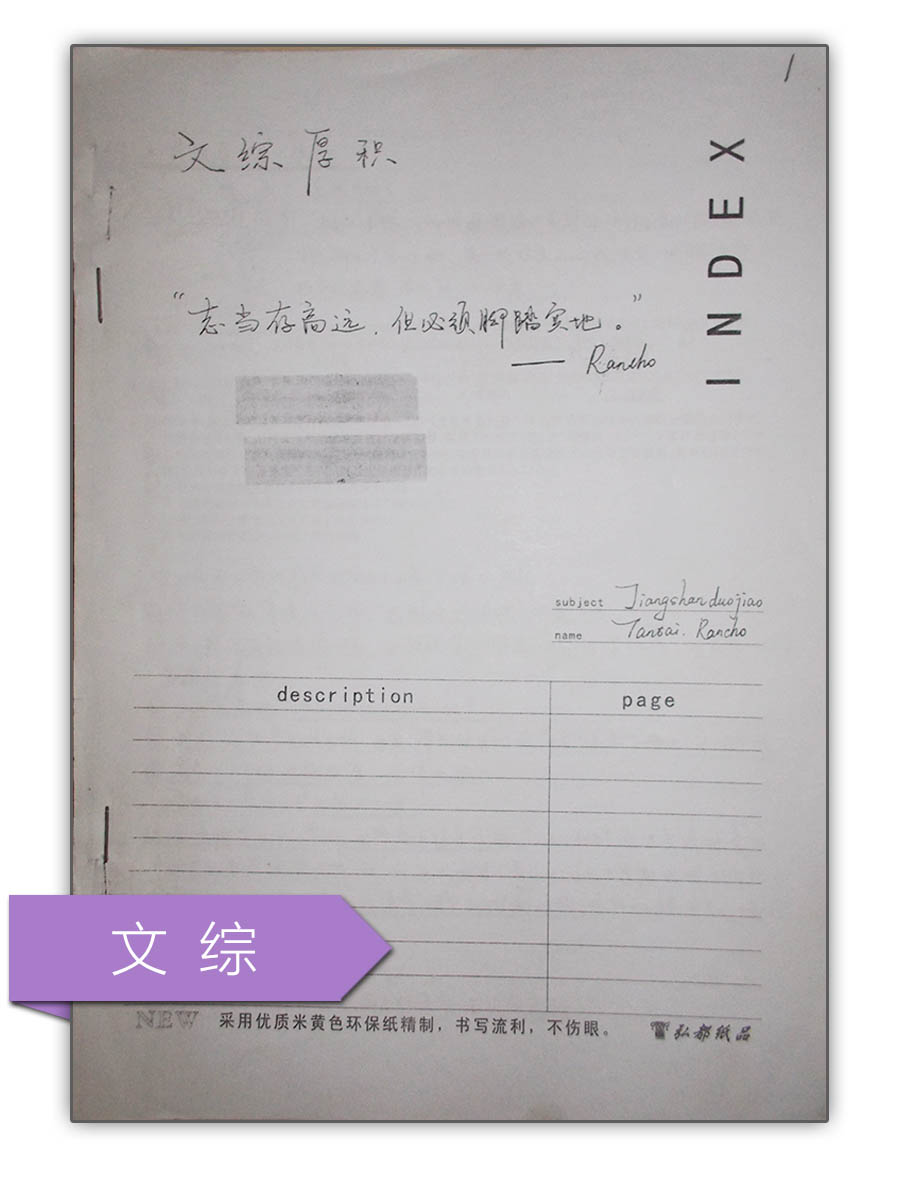 1
文综厚积
INDEX
“志当存高远，但必须脚踏实地。”
—— Rancho
subject Jiangshanduojiao
name Tansai. Rancho
description page
文综
NEW 采用优质米黄色环保纸精制，书写流利，不伤眼。 弘都纸品